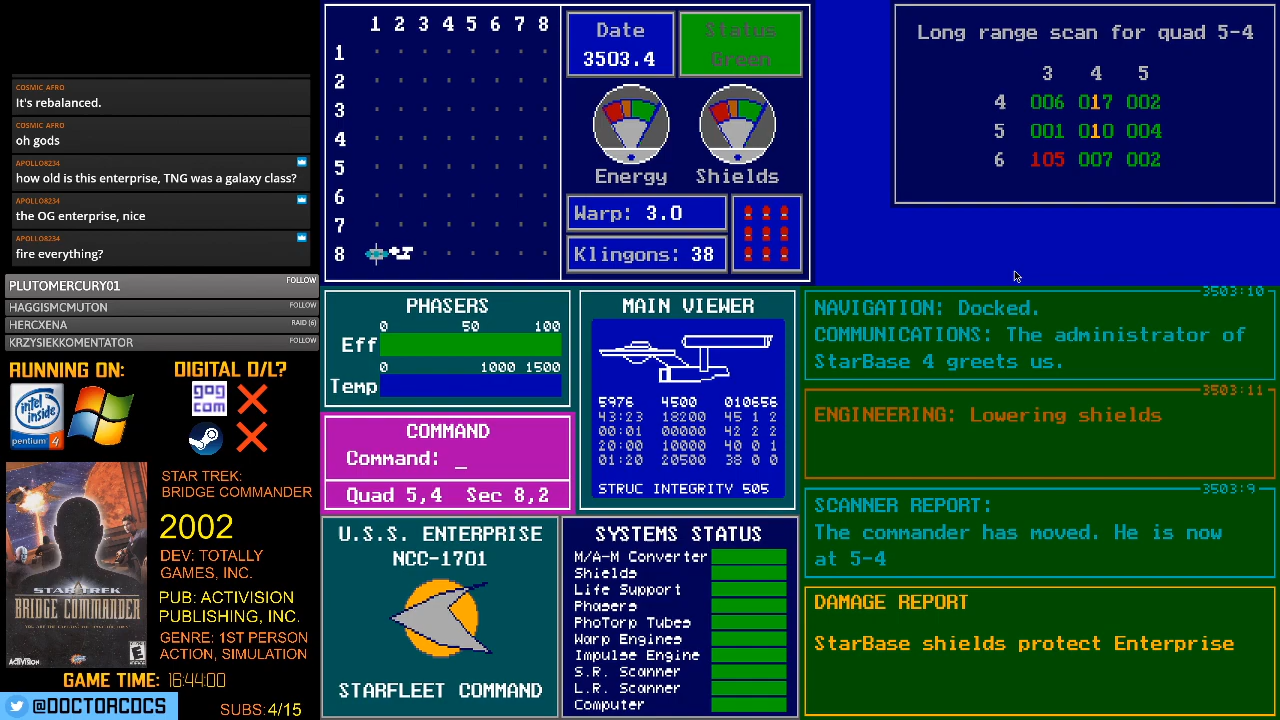 COSMIC AFRO
It's rebalanced.
COSMIC AFRO
oh gods
APOLLO8234
how old is this enterprise, TNG was a galaxy class?
APOLLO8234
the OG enterprise, nice
APOLLO8234
fire everything?
PLUTOMERCURY01 FOLLOW
HAGGISMCMUTON FOLLOW
HERCXENA RAID (6)
KRZYSIEKKOMENTATOR FOLLOW
RUNNING ON:
DIGITAL D/L?
intel inside
pentium 4
gog com
STAR TREK:
BRIDGE COMMANDER
2002
DEV: TOTALLY
GAMES, INC.
PUB: ACTIVISION
PUBLISHING, INC.
GENRE: 1ST PERSON
ACTION, SIMULATION
STAR TREK
BRIDGE COMMANDER
ACTIVISION
GAME TIME: 16:44:00
@DOCTORCOCS
SUBS: 4/15
1 2 3 4 5 6 7 8
1
2
3
4
5
6
7
8
Date
3503.4
Status
Green
Energy
Shields
Warp: 3.0
Klingons: 38
Long range scan for quad 5-4
3 4 5
4 006 017 002
5 001 010 004
6 105 007 002
PHASERS
0 50 100
Eff
0 1000 1500
Temp
COMMAND
Command: _
Quad 5,4 Sec 8,2
MAIN VIEWER
5976 4500 010656
43:23 18200 45 1 2
00:01 00000 42 2 2
20:00 10000 40 0 1
01:20 20500 38 0 0
STRUC INTEGRITY 505
U.S.S. ENTERPRISE
NCC-1701
STARFLEET COMMAND
SYSTEMS STATUS
M/A-M Converter
Shields
Life Support
Phasers
PhoTorp Tubes
Warp Engines
Impulse Engine
S.R. Scanner
L.R. Scanner
Computer
3503:10
NAVIGATION: Docked.
COMMUNICATIONS: The administrator of
StarBase 4 greets us.
3503:11
ENGINEERING: Lowering shields
3503:9
SCANNER REPORT:
The commander has moved. He is now
at 5-4
DAMAGE REPORT
StarBase shields protect Enterprise